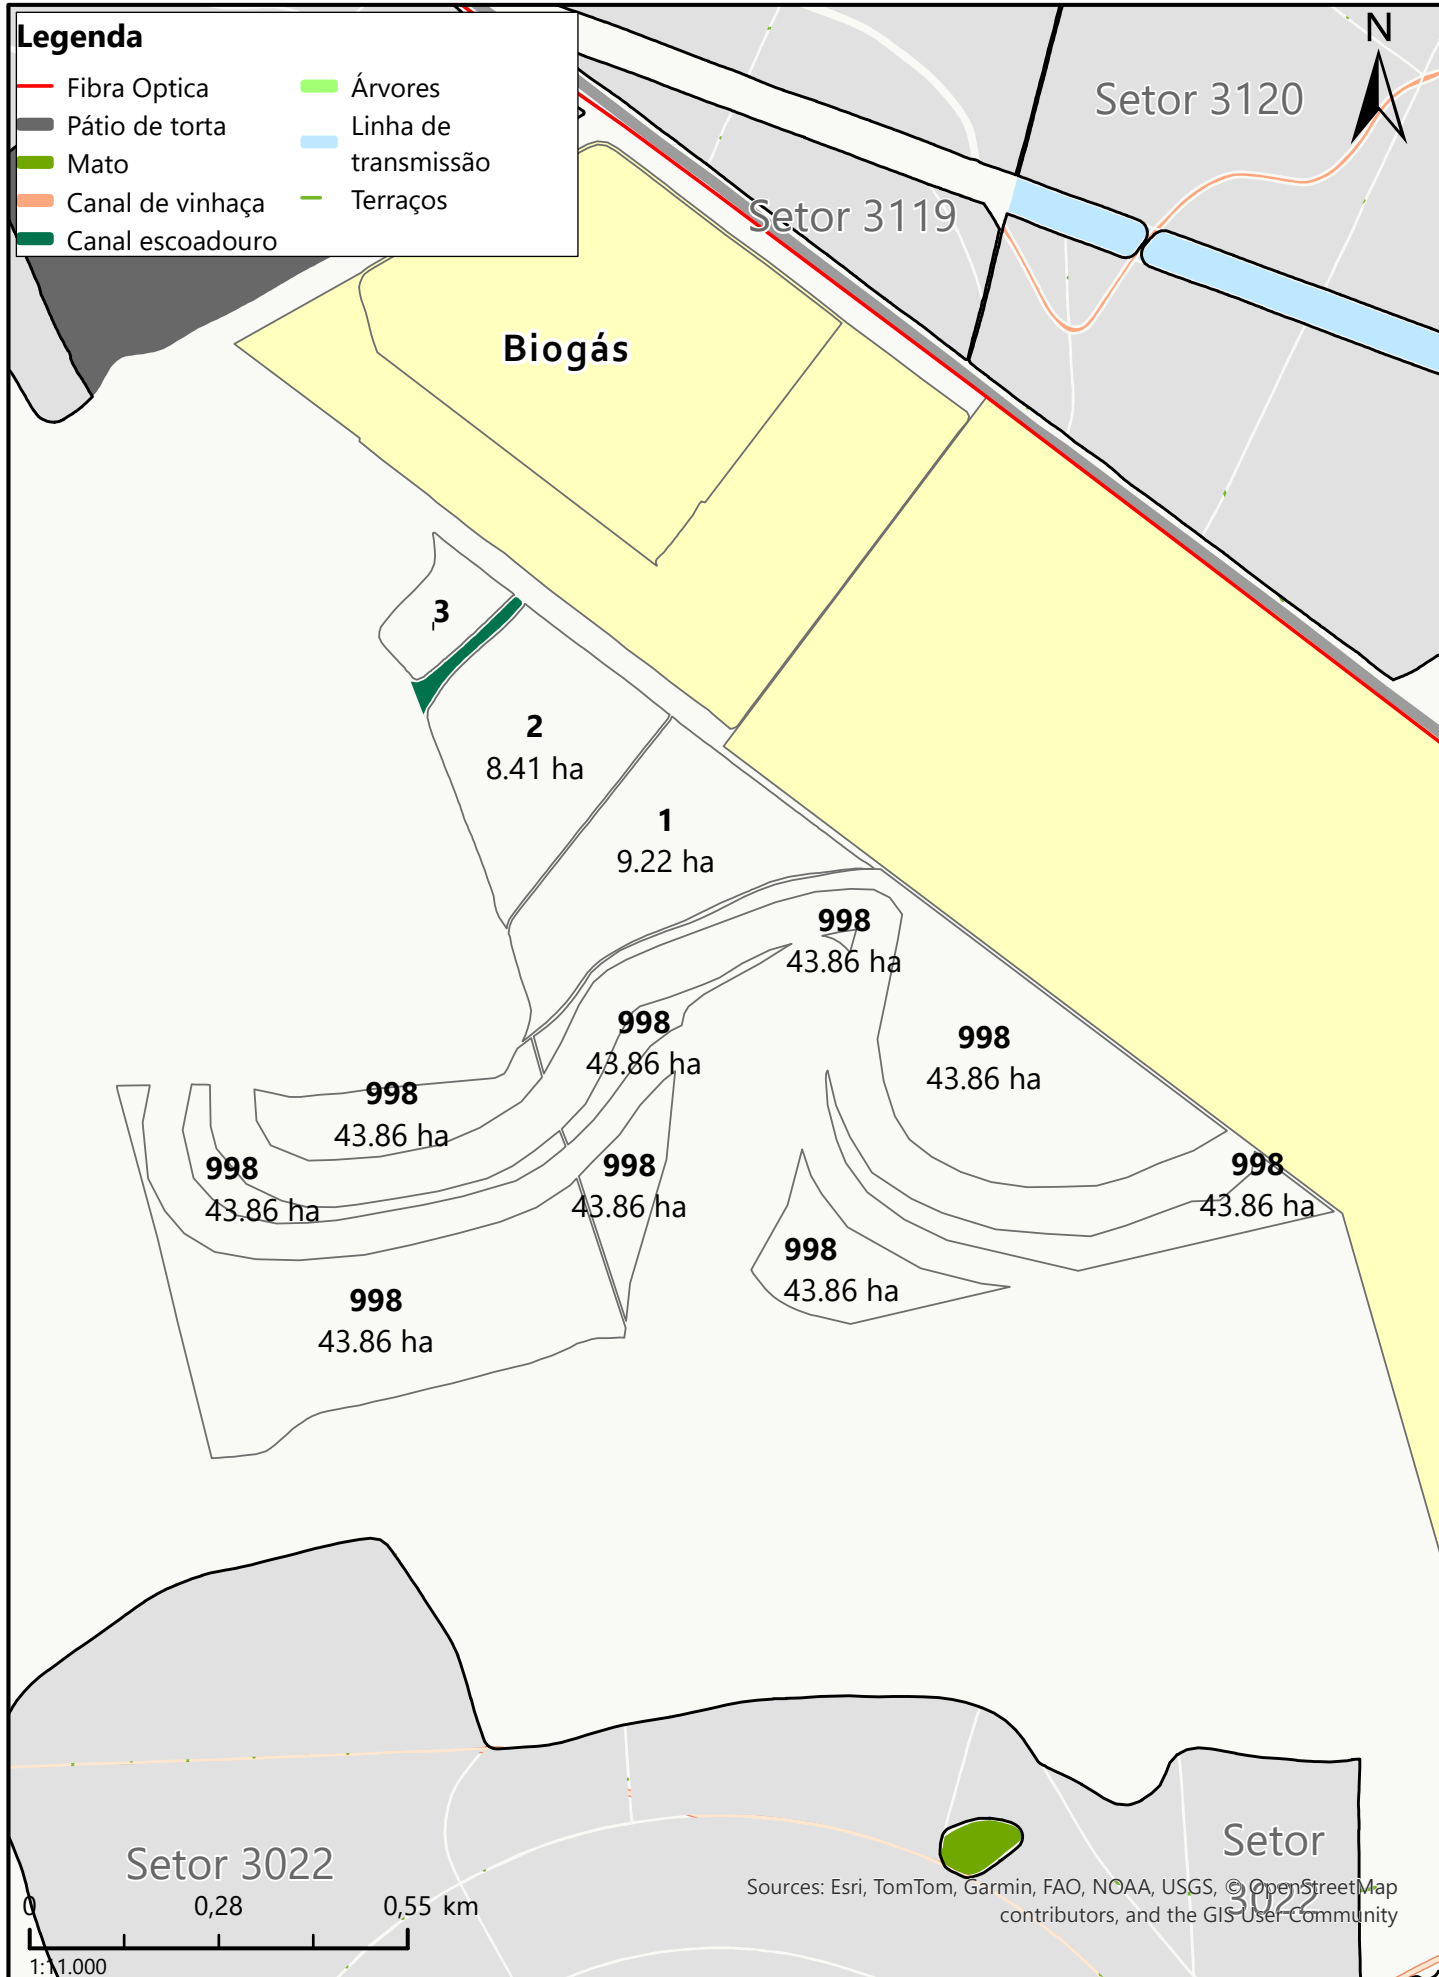 Legenda
Fibra Optica
Pátio de torta
Mato
Canal de vinhaça
Canal escoadouro
Árvores
Linha de
transmissão
Terraços
N
Setor 3120
Setor 3119
Biogás
3
2
8.41 ha
1
9.22 ha
998
43.86 ha
998
43.86 ha
998
43.86 ha
998
43.86 ha
998
43.86 ha
998
43.86 ha
998
43.86 ha
998
43.86 ha
998
43.86 ha
Setor 3022
Setor
3022
0
0,28
0,55 km
1:11.000
Sources: Esri, TomTom, Garmin, FAO, NOAA, USGS, © OpenStreetMap
contributors, and the GIS User Community